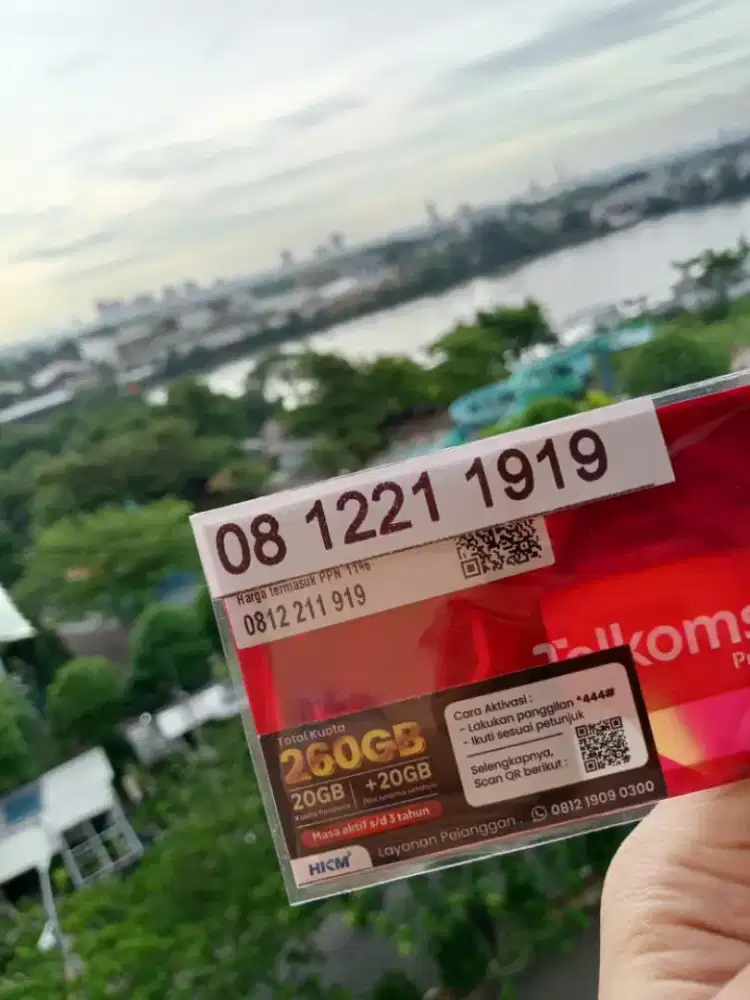 08 1221 1919
Harga termasuk PPN 11%
0812 211 919
Telkoms
Total Kuota
260GB
20GB
+20GB
Masa aktif s/d 3 tahun
Cara Aktivasi :
- Lakukan panggilan *444#
- Ikuti sesuai petunjuk
Selengkapnya,
Scan QR berikut :
HKM
Layanan Pelanggan : 0812 1909 0300